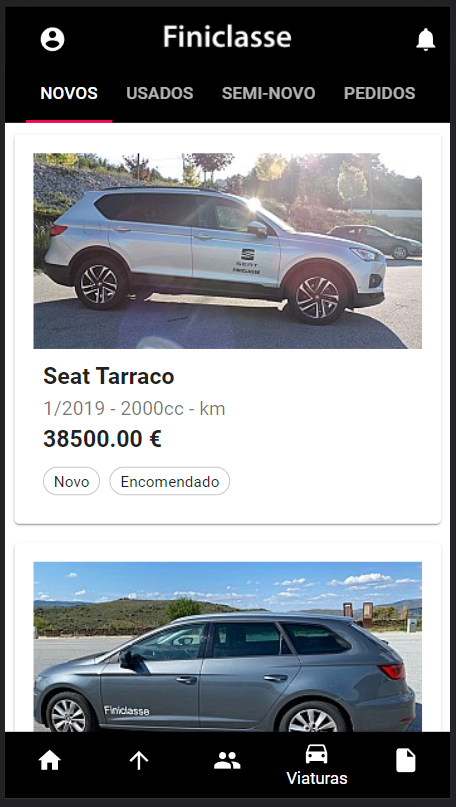 Finiclasse
NOVOS USADOS SEMI-NOVO PEDIDOS
SEAT
FINICLASSE
Seat Tarraco
1/2019 - 2000cc - km
38500.00 €
Novo Encomendado
Finiclasse
Viaturas